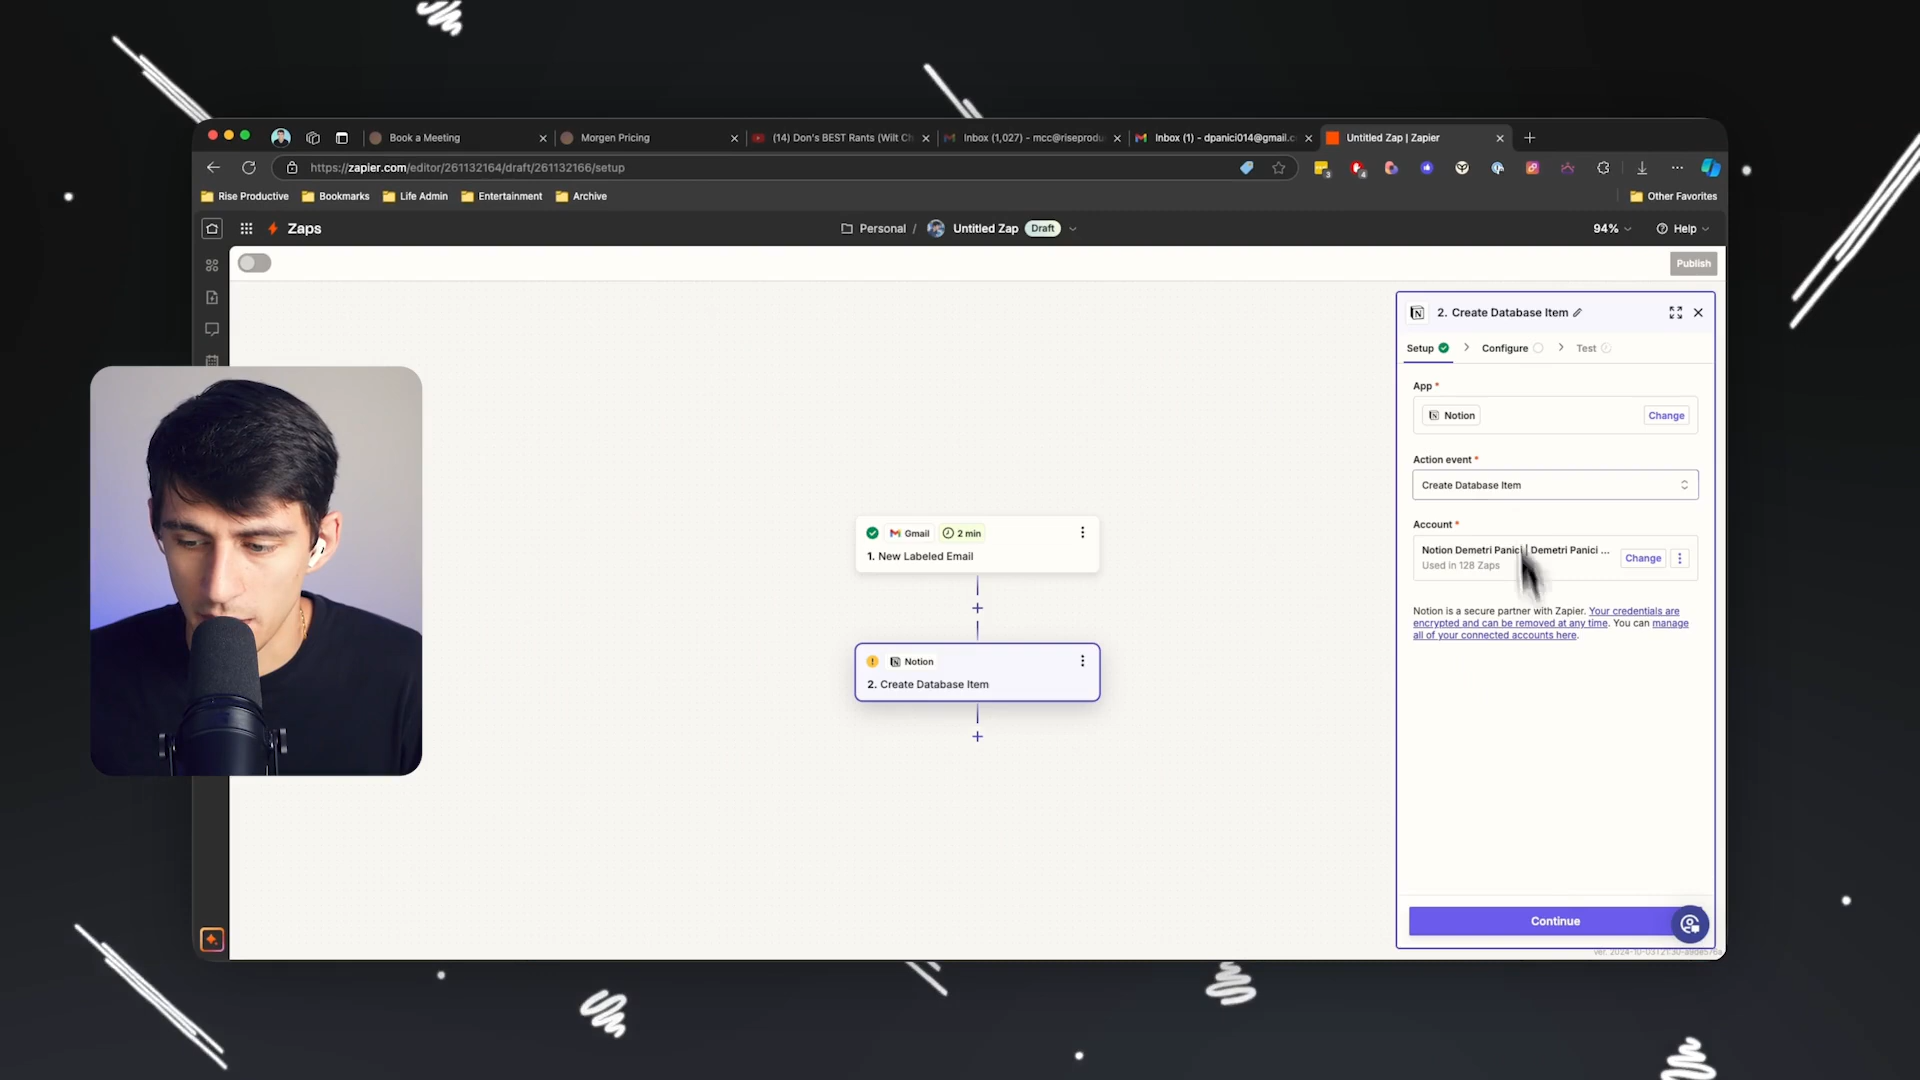 Book a Meeting
Morgen Pricing
(14) Don's BEST Rants (Wilt Ch
Inbox (1,027) - mcc@riseprodu
Inbox (1) - dpanici014@gmail.c
Untitled Zap | Zapier
https://zapier.com/editor/261132164/draft/261132166/setup
3
4
Rise Productive
Bookmarks
Life Admin
Entertainment
Archive
Other Favorites
Zaps
Personal /
Untitled Zap
Draft
94%
Help
Publish
2. Create Database Item
Setup
Configure
Test
App *
Notion
Change
Action event *
Create Database Item
Account *
Notion Demetri Panici | Demetri Panici ...
Used in 128 Zaps
Change
Notion is a secure partner with Zapier. Your credentials are
encrypted and can be removed at any time. You can manage
all of your connected accounts here.
Gmail
2 min
1. New Labeled Email
Notion
2. Create Database Item
Continue